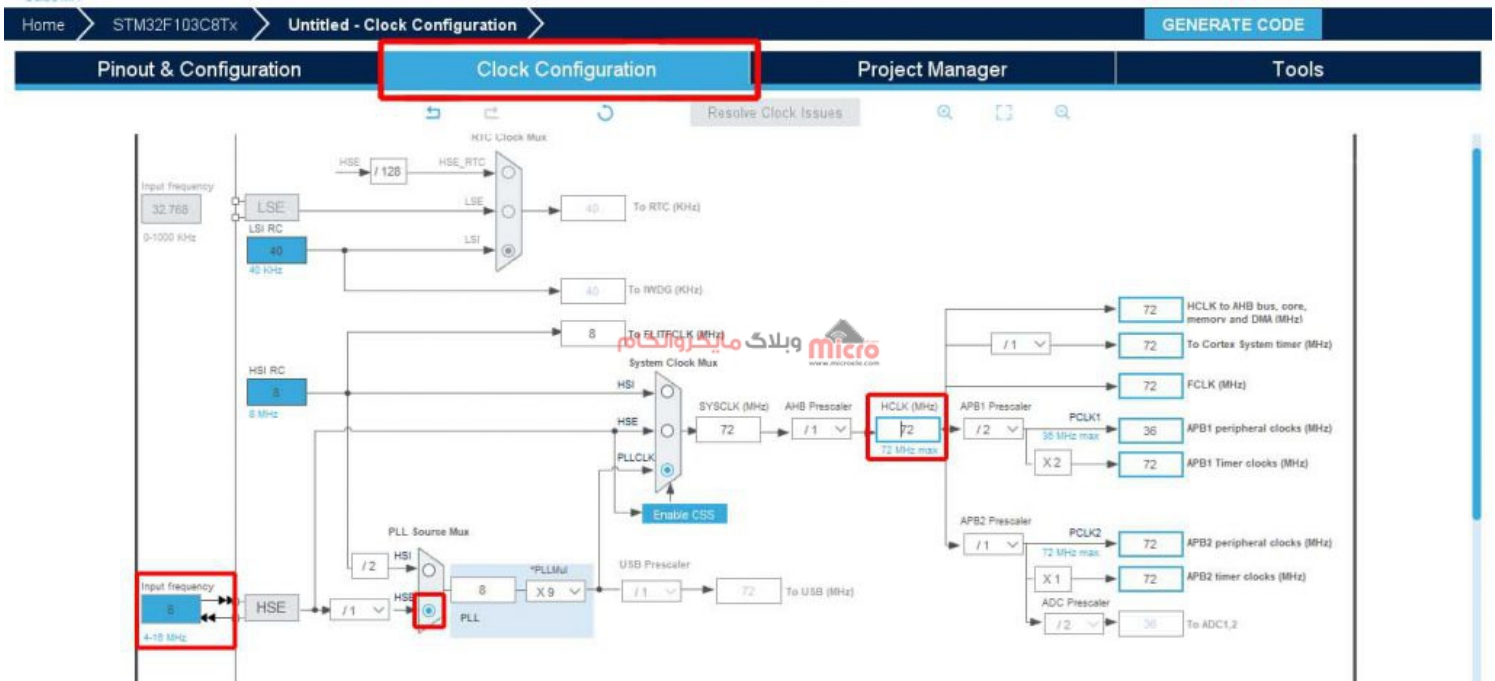 Home STM32F103C8Tx Untitled - Clock Configuration GENERATE CODE
Pinout & Configuration Clock Configuration Project Manager Tools
Resolve Clock Issues
RTC Clock Mux
HSE / 128 HSE_RTC
Input frequency
32.768 LSE LSE 40 To RTC (KHz)
0-1000 KHz
LSI RC
40 LSI
40 KHz
40 To IWDG (KHz)
8 To FLITFCLK (MHz)
وبلاگ مایکروالکام Micro
www.microele.com
72 HCLK to AHB bus, core,
memory and DMA (MHz)
/ 1 72 To Cortex System timer (MHz)
72 FCLK (MHz)
System Clock Mux
HSI RC HSI
8
8 MHz
HSE SYSCLK (MHz) AHB Prescaler HCLK (MHz) APB1 Prescaler PCLK1
72 / 1 72 / 2 36 APB1 peripheral clocks (MHz)
72 MHz max 36 MHz max
PLLCLK X 2 72 APB1 Timer clocks (MHz)
Enable CSS
APB2 Prescaler PCLK2
/ 1 72 APB2 peripheral clocks (MHz)
72 MHz max
PLL Source Mux
/ 2 HSI *PLLMul USB Prescaler
8 X 9 / 1 72 To USB (MHz)
X 1 72 APB2 timer clocks (MHz)
Input frequency
8 HSE / 1 HSE
PLL
4-16 MHz
ADC Prescaler
/ 2 36 To ADC1,2